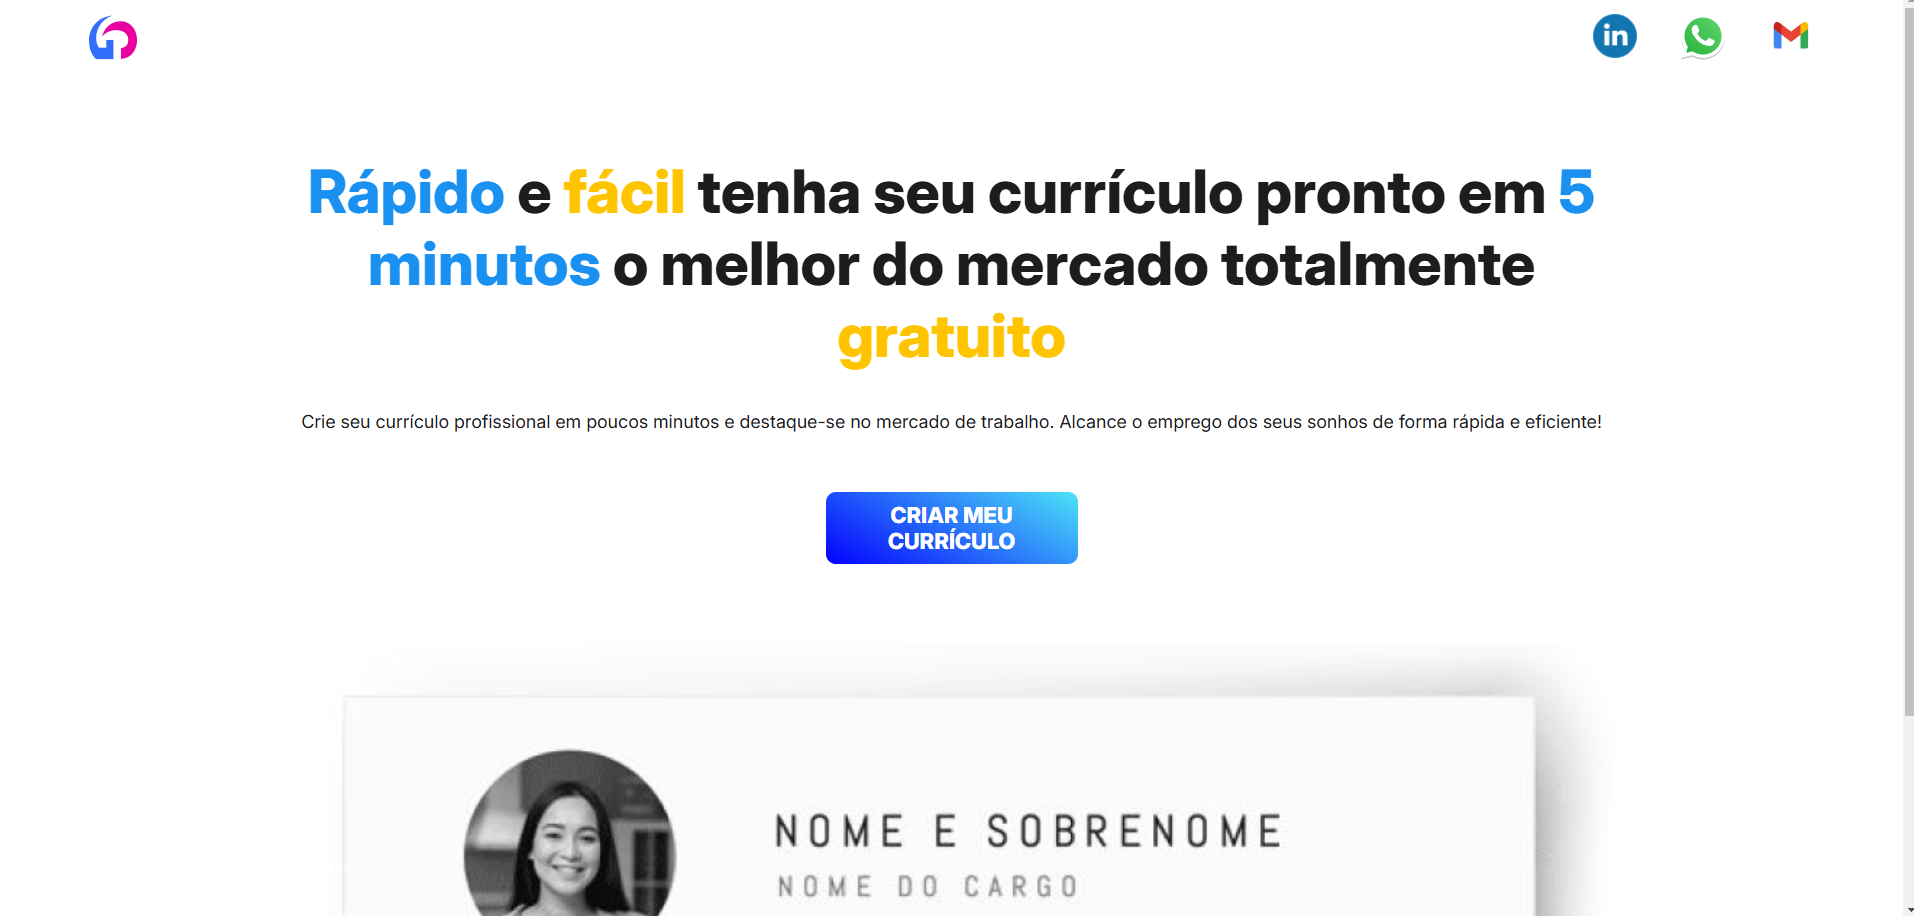 in
Rápido e fácil tenha seu currículo pronto em 5
minutos o melhor do mercado totalmente
gratuito
Crie seu currículo profissional em poucos minutos e destaque-se no mercado de trabalho. Alcance o emprego dos seus sonhos de forma rápida e eficiente!
CRIAR MEU
CURRÍCULO
NOME E SOBRENOME
NOME DO CARGO